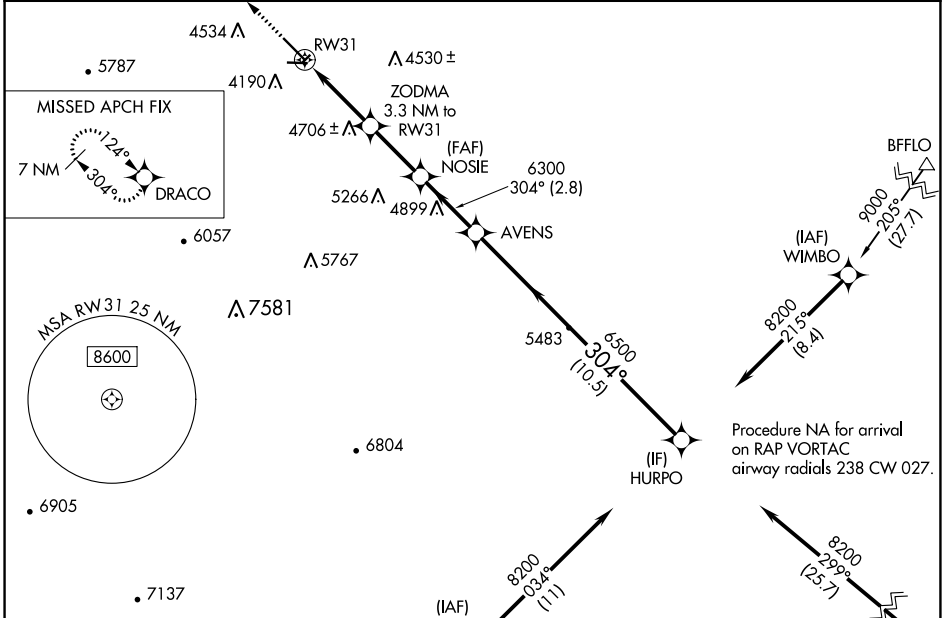 4534
RW31
4530 ±
4190
5787
ZODMA
3.3 NM to
RW31
4706 ±
MISSED APCH FIX
124°
7 NM
304°
DRACO
(FAF)
NOSIE
6300
304° (2.8)
5266
4899
AVENS
BFFLO
9000
205°
(27.7)
(IAF)
WIMBO
8200
215°
(8.4)
6057
5767
7581
MSA RW31 25 NM
8600
5483
6500
304°
(10.5)
(IF)
HURPO
Procedure NA for arrival
on RAP VORTAC
airway radials 238 CW 027.
6804
6905
7137
(IAF)
8200
034°
(11)
8200
299°
(25.7)